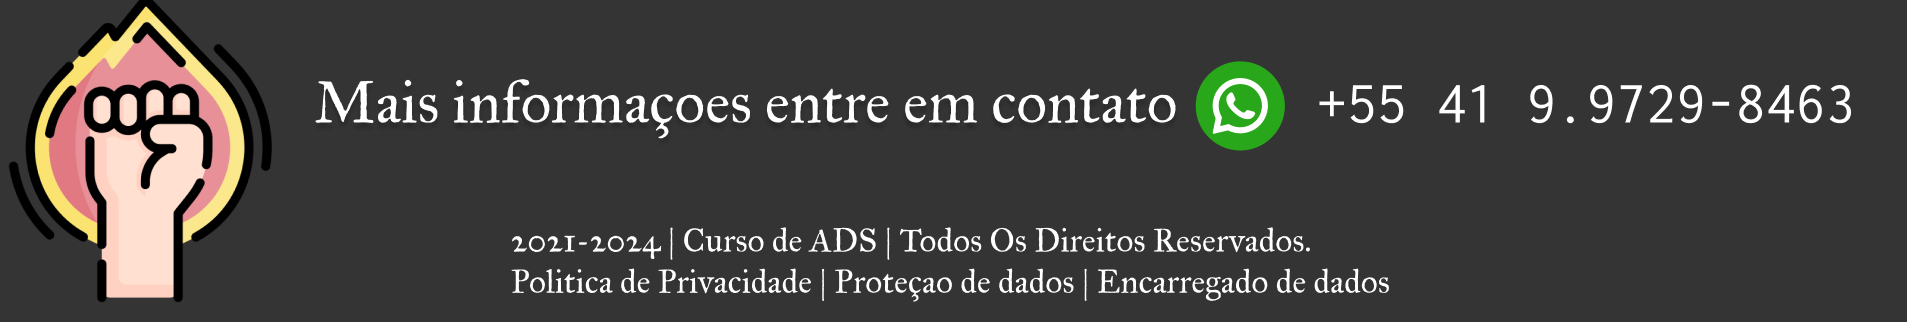 Mais informaçoes entre em contato +55 41 9.9729-8463
2021-2024 | Curso de ADS | Todos Os Direitos Reservados.
Politica de Privacidade | Proteçao de dados | Encarregado de dados